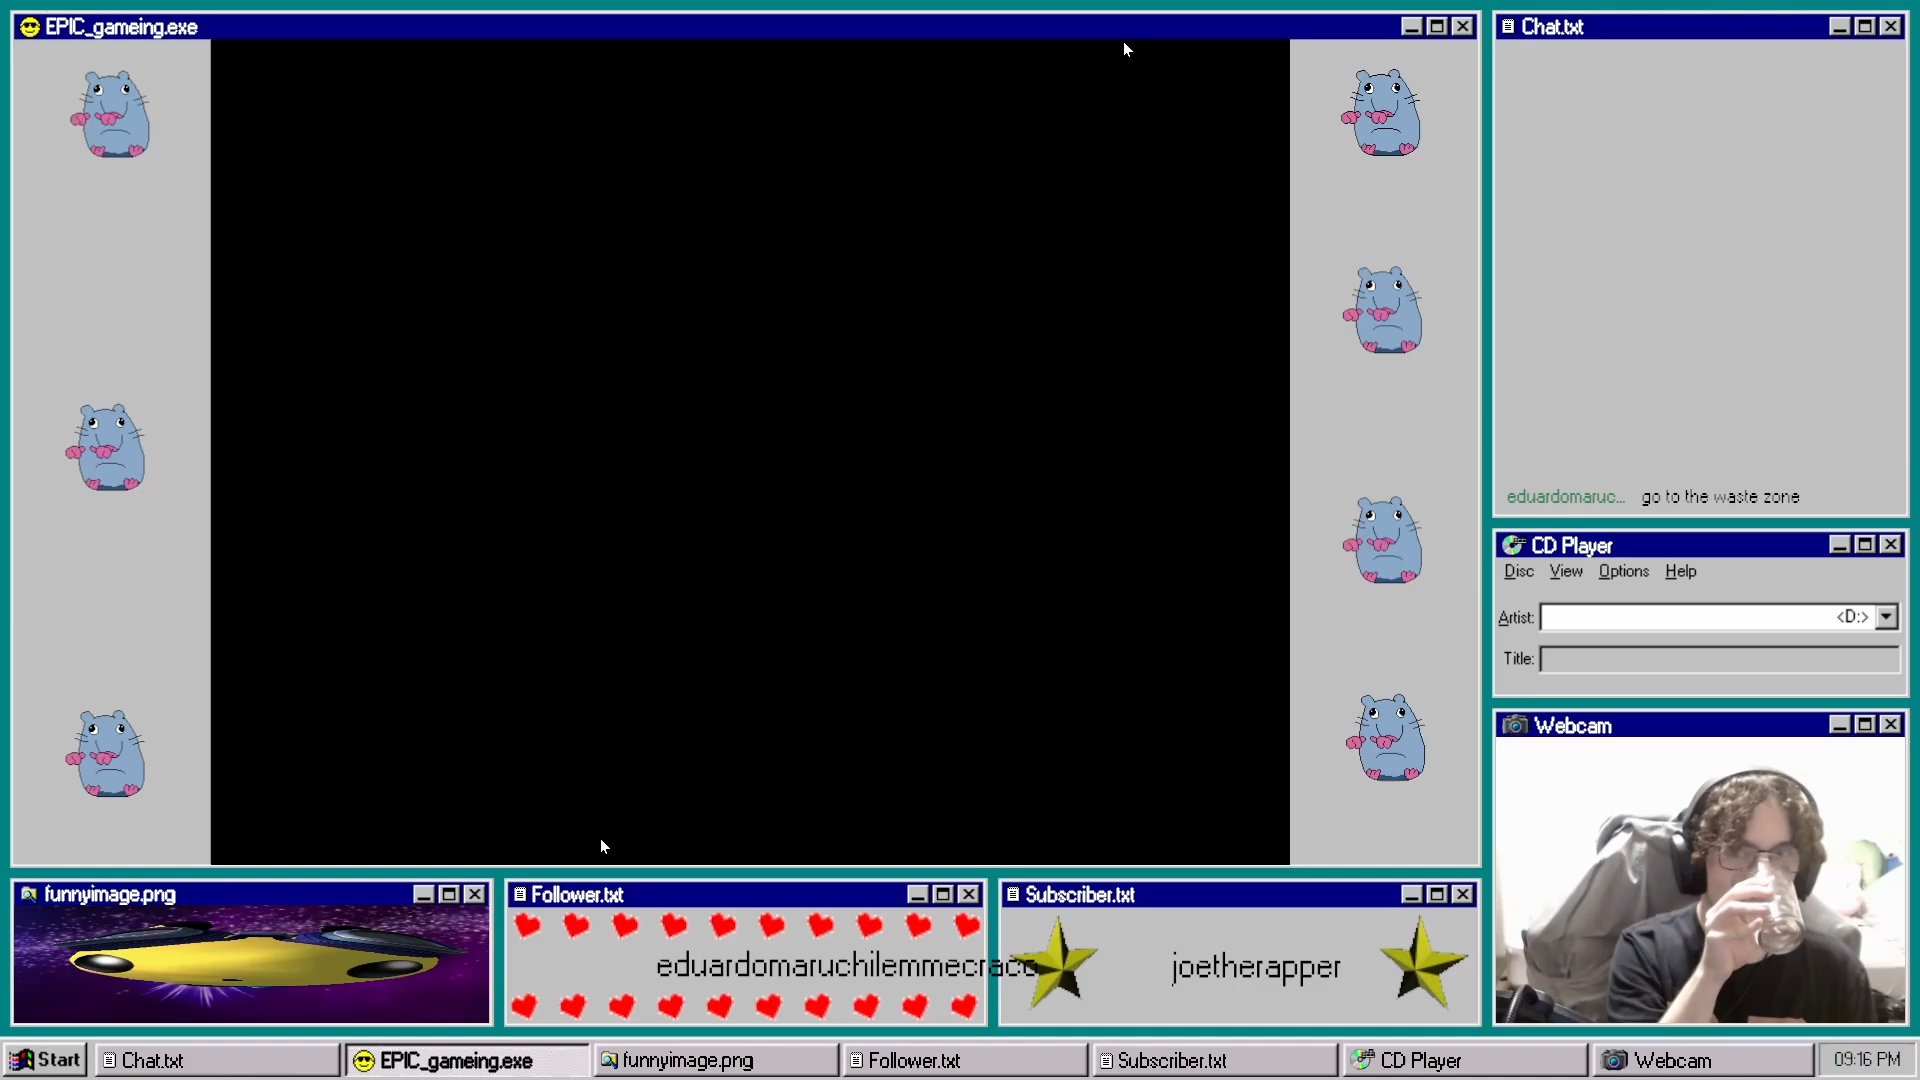 EPIC_gameing.exe
Chat.txt
eduardomaruc... go to the waste zone
CD Player
Disc View Options Help
Artist: <D:>
Title:
Webcam
funnyimage.png
Follower.txt
Subscriber.txt
eduardomaruchilemmecraco
joetherapper
Start
Chat.txt
EPIC_gameing.exe
funnyimage.png
Follower.txt
Subscriber.txt
CD Player
Webcam
09:16 PM